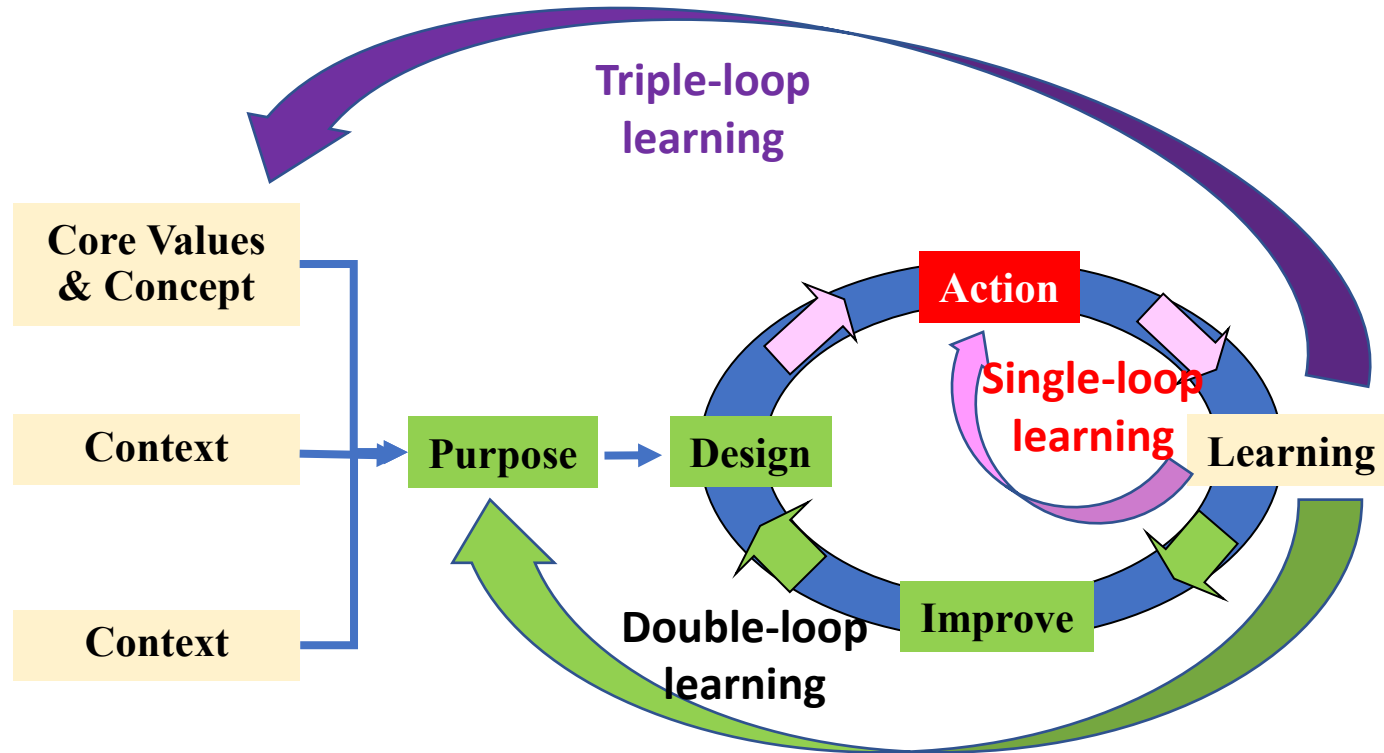 Triple-loop
learning
Core Values
& Concept
Action
Single-loop
learning
Context
Purpose
Design
Learning
Context
Double-loop
learning
Improve